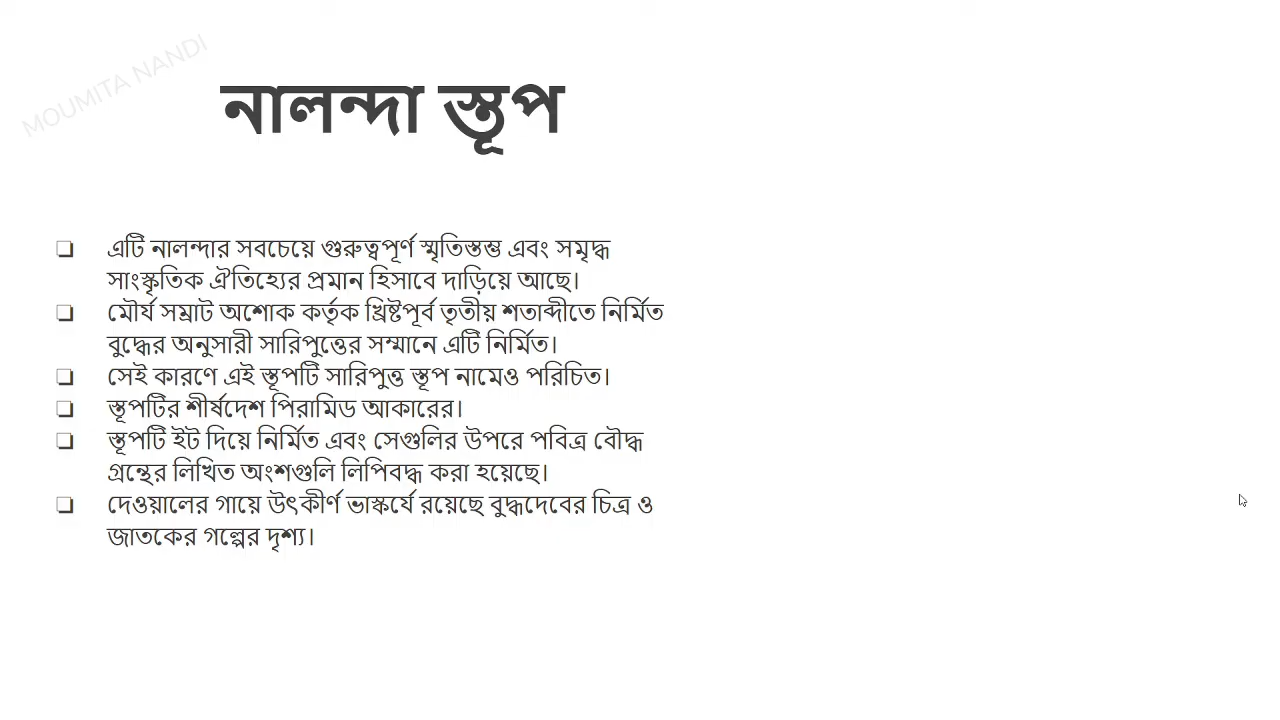 MOUMITA NANDI
নালন্দা স্তূপ
❏ এটি নালন্দার সবচেয়ে গুরুত্বপূর্ণ স্মৃতিস্তম্ভ এবং সমৃদ্ধ
সাংস্কৃতিক ঐতিহ্যের প্রমান হিসাবে দাড়িয়ে আছে।
❏ মৌর্য সম্রাট অশোক কর্তৃক খ্রিষ্টপূর্ব তৃতীয় শতাব্দীতে নির্মিত
বুদ্ধের অনুসারী সারিপুত্তের সম্মানে এটি নির্মিত।
❏ সেই কারণে এই স্তূপটি সারিপুত্ত স্তূপ নামেও পরিচিত।
❏ স্তূপটির শীর্ষদেশ পিরামিড আকারের।
❏ স্তূপটি ইট দিয়ে নির্মিত এবং সেগুলির উপরে পবিত্র বৌদ্ধ
গ্রন্থের লিখিত অংশগুলি লিপিবদ্ধ করা হয়েছে।
❏ দেওয়ালের গায়ে উৎকীর্ণ ভাস্কর্যে রয়েছে বুদ্ধদেবের চিত্র ও
জাতকের গল্পের দৃশ্য।